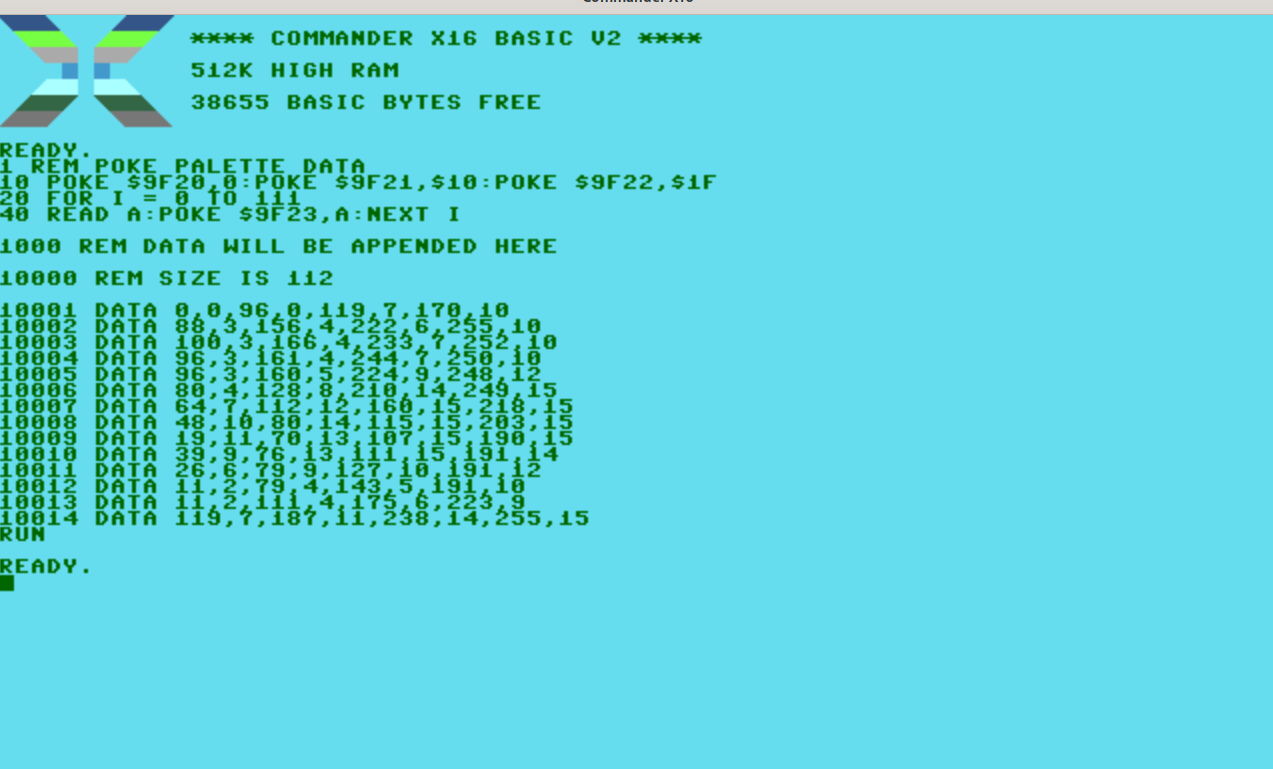 **** COMMANDER X16 BASIC V2 ****
512K HIGH RAM
38655 BASIC BYTES FREE
READY.
1 REM POKE PALETTE DATA
10 POKE $9F20,0:POKE $9F21,$10:POKE $9F22,$1F
20 FOR I = 0 TO 111
40 READ A:POKE $9F23,A:NEXT I
1000 REM DATA WILL BE APPENDED HERE
10000 REM SIZE IS 112
10001 DATA 0,0,96,0,119,7,170,10
10002 DATA 88,3,156,4,222,6,255,10
10003 DATA 100,3,166,4,233,7,252,10
10004 DATA 96,3,161,4,244,7,250,10
10005 DATA 96,3,160,5,224,9,248,12
10006 DATA 80,4,128,8,210,14,249,15
10007 DATA 64,7,112,12,160,15,218,15
10008 DATA 48,10,80,14,115,15,203,15
10009 DATA 19,11,70,13,107,15,190,15
10010 DATA 39,9,76,13,111,15,191,14
10011 DATA 26,6,79,9,127,10,191,12
10012 DATA 11,2,79,4,143,5,191,10
10013 DATA 11,2,111,4,175,6,223,9
10014 DATA 119,7,187,11,238,14,255,15
RUN
READY.